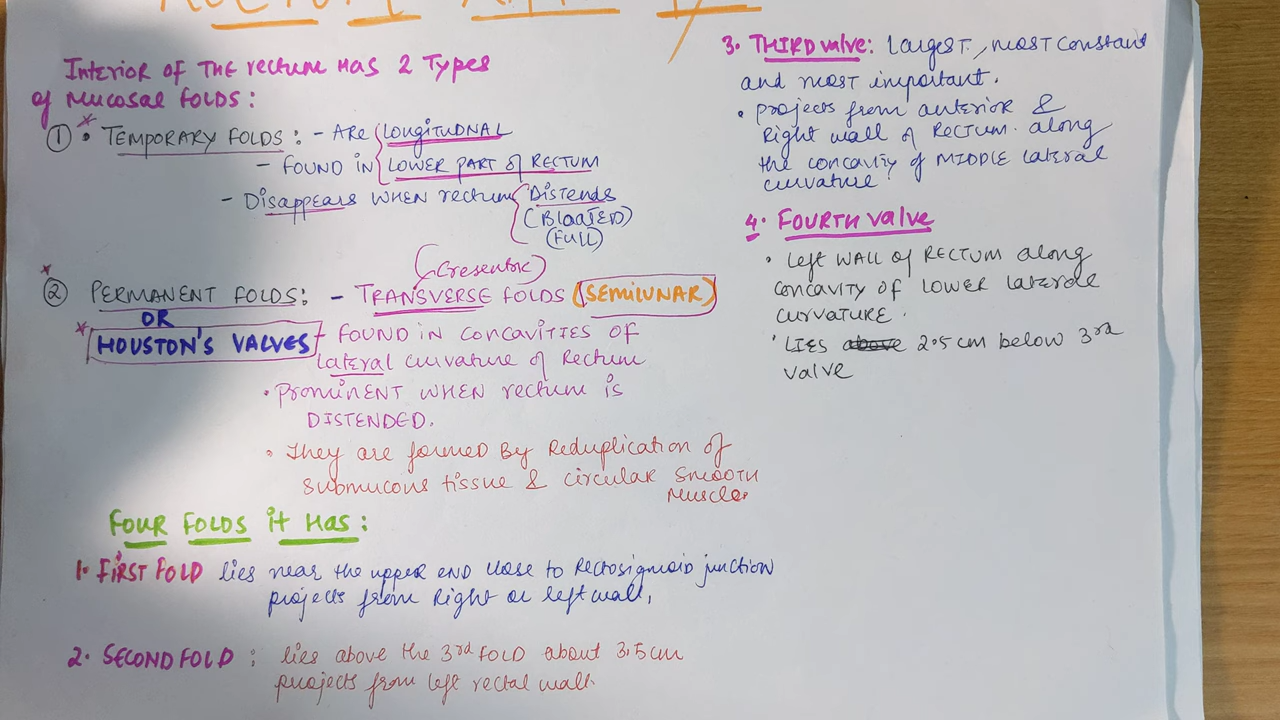 Interior of THE rectum HAS 2 Types
of Mucosal FOLDS:
① • TEMPORARY FOLDS: - ARE LONGITUDNAL
- FOUND IN LOWER PART of RECTUM
- Disappears WHEN rectum Distends
(BLOATED)
(FULL)
(Cresentric)
② PERMANENT FOLDS: - TRANSVERSE FOLDS (SEMILUNAR)
OR
HOUSTON'S VALVES
- FOUND IN CONCAVITIES OF
lateral curvature of Rectum
• Prominent WHEN rectum is
DISTENDED.
• They are formed By Reduplication of
submucous tissue & circular smooth
Muscle.
FOUR FOLDS it HAS:
1. FIRST FOLD lies near the upper end close to Rectosigmoid junction
projects from Right or left wall,
2. SECOND FOLD: lies above the 3rd FOLD about 3.5cm
projects from left rectal wall.
3. THIRD valve: Largest, most constant
and most important.
• projects from anterior &
Right wall of RECTUM. along
the concavity of MIDDLE lateral
curvature.
4. FOURTH valve
• Left WALL of RECTUM along
concavity of LOWER laterale
curvature.
• LIES above 2.5cm below 3rd
valve